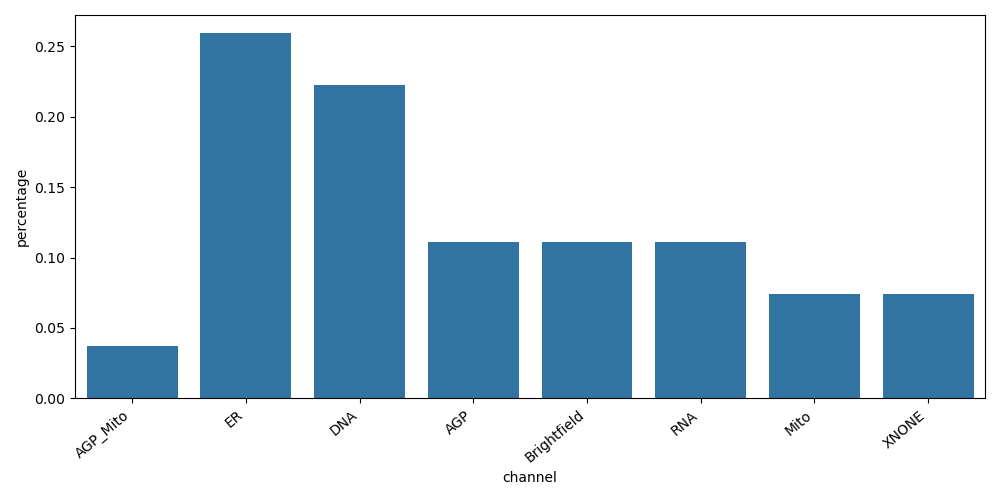 percentage
0.25
0.20
0.15
0.10
0.05
0.00
AGP_Mito
ER
DNA
AGP
Brightfield
RNA
Mito
XNONE
channel